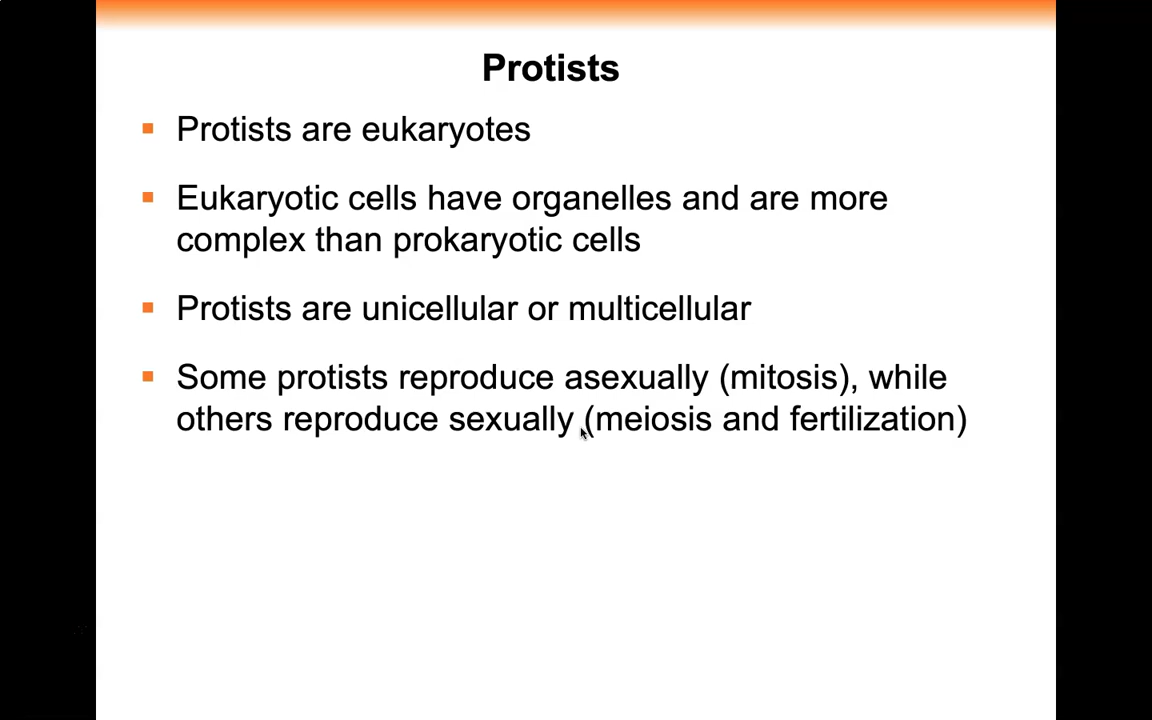 Protists
Protists are eukaryotes
Eukaryotic cells have organelles and are more
complex than prokaryotic cells
Protists are unicellular or multicellular
Some protists reproduce asexually (mitosis), while
others reproduce sexually (meiosis and fertilization)